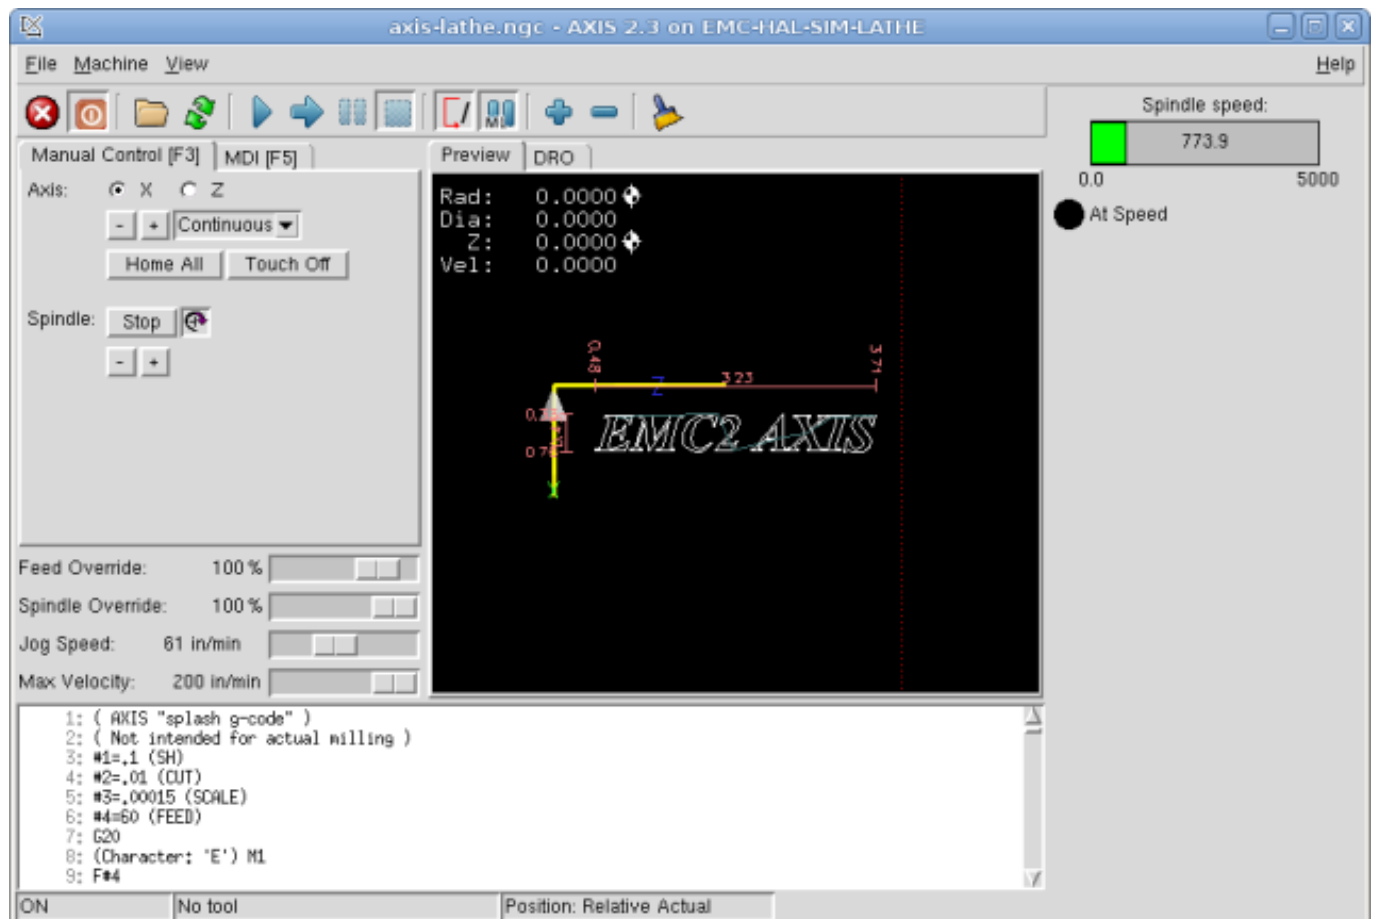 axis-lathe.ngc - AXIS 2.3 on EMC-HAL-SIM-LATHE
File Machine View Help
Manual Control [F3] MDI [F5]
Axis: X Z
- + Continuous
Home All Touch Off
Spindle: Stop
- +
Feed Override: 100 %
Spindle Override: 100 %
Jog Speed: 61 in/min
Max Velocity: 200 in/min
Preview DRO
Rad: 0.0000
Dia: 0.0000
Z: 0.0000
Vel: 0.0000
0.48 3.71
Z 3.23
EMC2 AXIS
X
Spindle speed:
773.9
0.0 5000
At Speed
1: ( AXIS "splash g-code" )
2: ( Not intended for actual milling )
3: #1=.1 (SH)
4: #2=.01 (CUT)
5: #3=.00015 (SCALE)
6: #4=60 (FEED)
7: G20
8: (Character: 'E') M1
9: F#4
ON No tool Position: Relative Actual